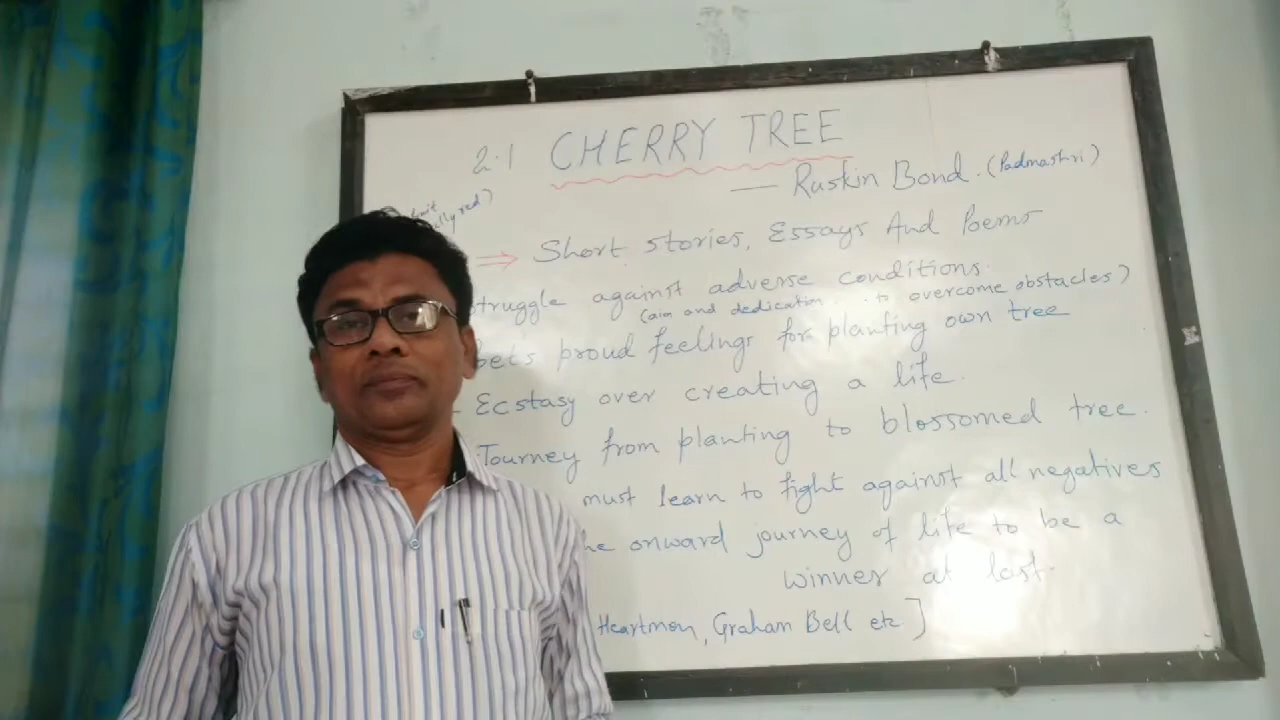 2.1 CHERRY TREE
— Ruskin Bond. (Padmashri)
⇒ Short stories, Essays And Poems
truggle against adverse conditions.
(aim and dedication to overcome obstacles)
proud feelings for planting own tree
- Ecstasy over creating a life.
Journey from planting to blossomed tree.
must learn to fight against all negatives
onward journey of life to be a
winner at last.
Graham Bell etc]